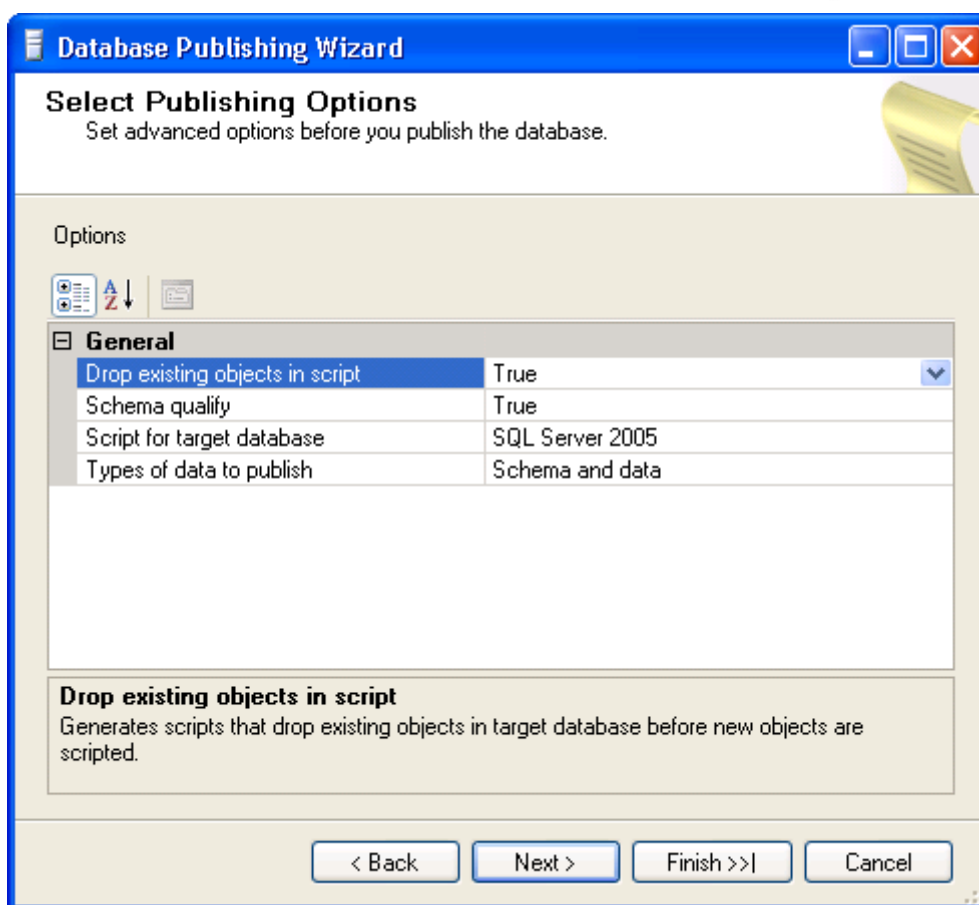 Database Publishing Wizard
Select Publishing Options
Set advanced options before you publish the database.
Options
A
Z
General
Drop existing objects in script True
Schema qualify True
Script for target database SQL Server 2005
Types of data to publish Schema and data
Drop existing objects in script
Generates scripts that drop existing objects in target database before new objects are
scripted.
< Back Next > Finish >>| Cancel